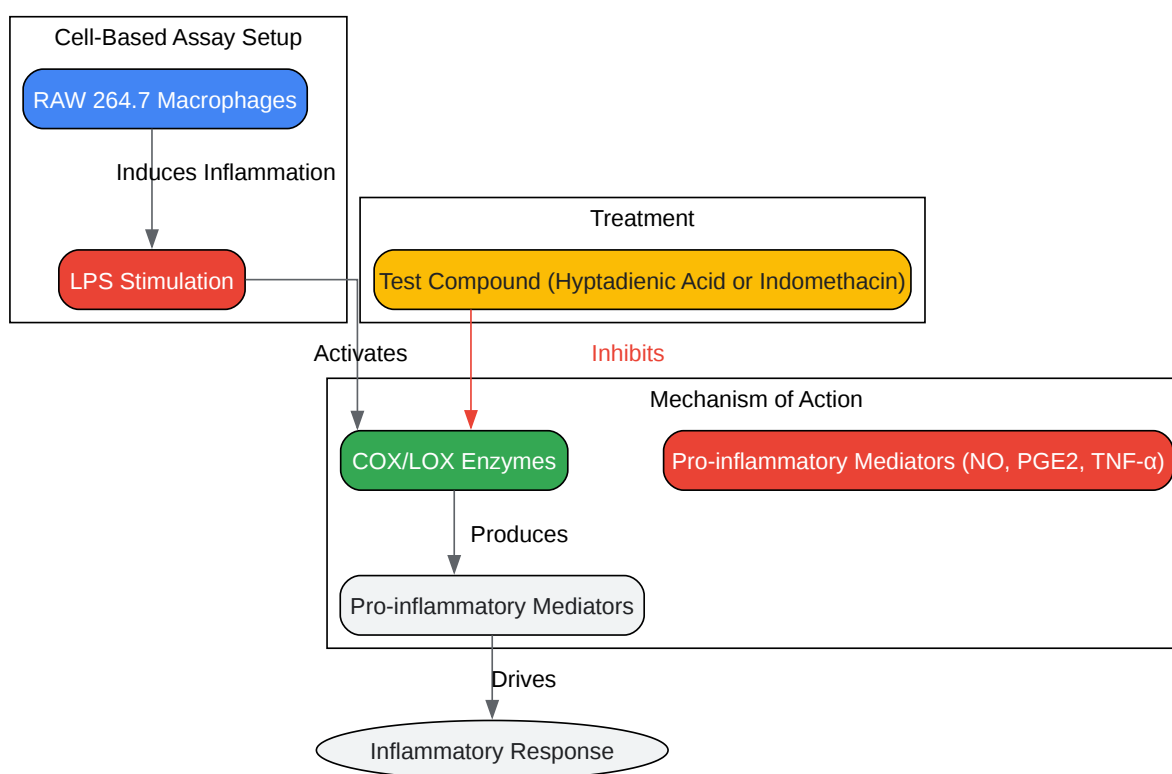 Cell-Based Assay Setup
RAW 264.7 Macrophages
Induces Inflammation
LPS Stimulation
Treatment
Test Compound (Hyptadienic Acid or Indomethacin)
Activates
Inhibits
Mechanism of Action
COX/LOX Enzymes
Pro-inflammatory Mediators (NO, PGE2, TNF-α)
Produces
Pro-inflammatory Mediators
Drives
Inflammatory Response